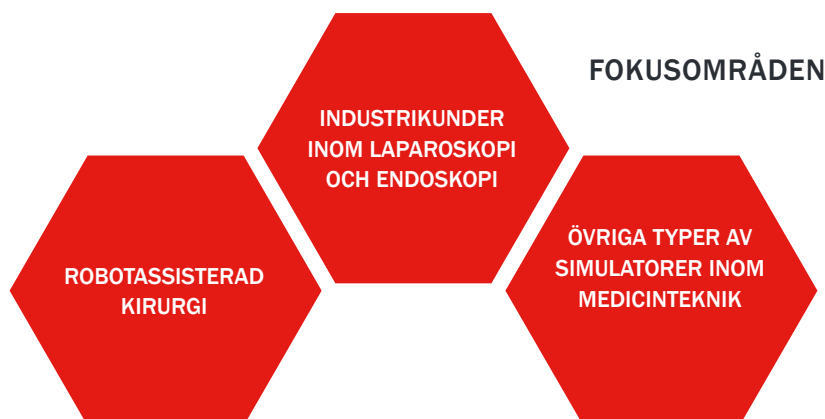 FOKUSOMRÅDEN
INDUSTRIKUNDER
INOM LAPAROSKOPI
OCH ENDOSKOPI
ROBOTASSISTERAD
KIRURGI
ÖVRIGA TYPER AV
SIMULATORER INOM
MEDICINTEKNIK